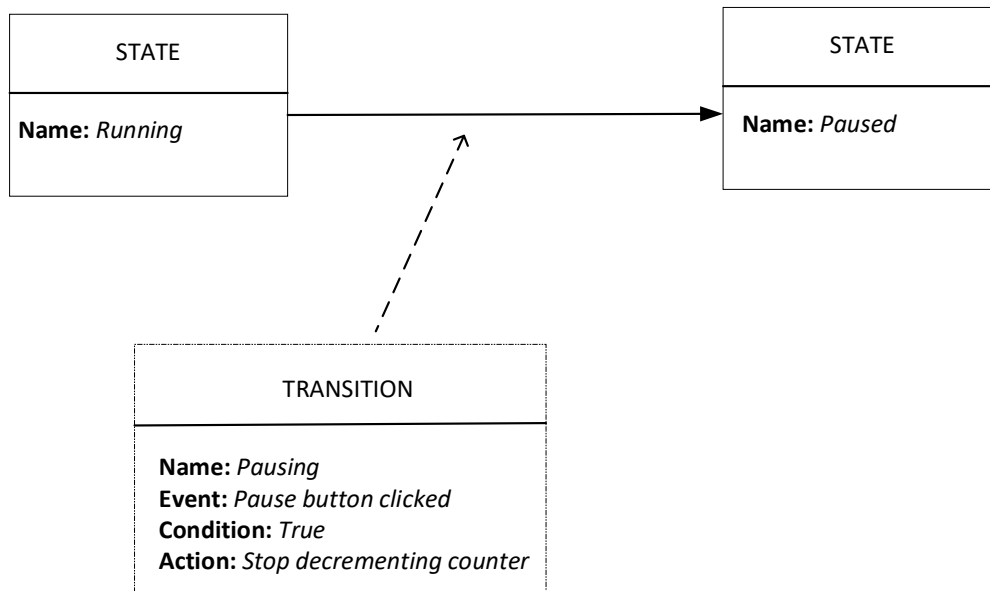 STATE
Name: Running
STATE
Name: Paused
TRANSITION
Name: Pausing
Event: Pause button clicked
Condition: True
Action: Stop decrementing counter